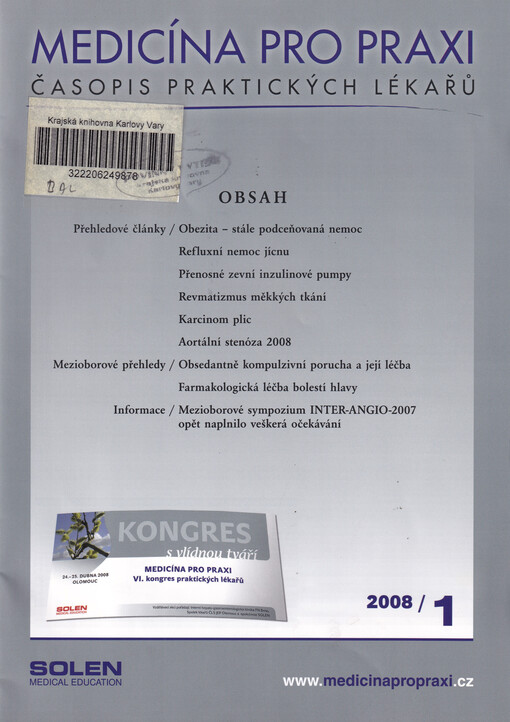 MEDICÍNA PRO PRAXI
ČASOPIS PRAKTICKÝCH LÉKAŘŮ
Krajská knihovna Karlovy Vary
322206249878
OBSAH
Přehledové články / Obezita – stále podceňovaná nemoc
Refluxní nemoc jícnu
Přenosné zevní inzulinové pumpy
Revmatizmus měkkých tkání
Karcinom plic
Aortální stenóza 2008
Mezioborové přehledy / Obsedantně kompulzivní porucha a její léčba
Farmakologická léčba bolestí hlavy
Informace / Mezioborové sympozium INTER-ANGIO-2007
opět naplnilo veškerá očekávání
KONGRES
s vlídnou tváří
24.–25. DUBNA 2008
OLOMOUC
MEDICÍNA PRO PRAXI
VI. kongres praktických lékařů
SOLEN
MEDICAL EDUCATION
2008 / 1
SOLEN
MEDICAL EDUCATION
www.medicinapropraxi.cz